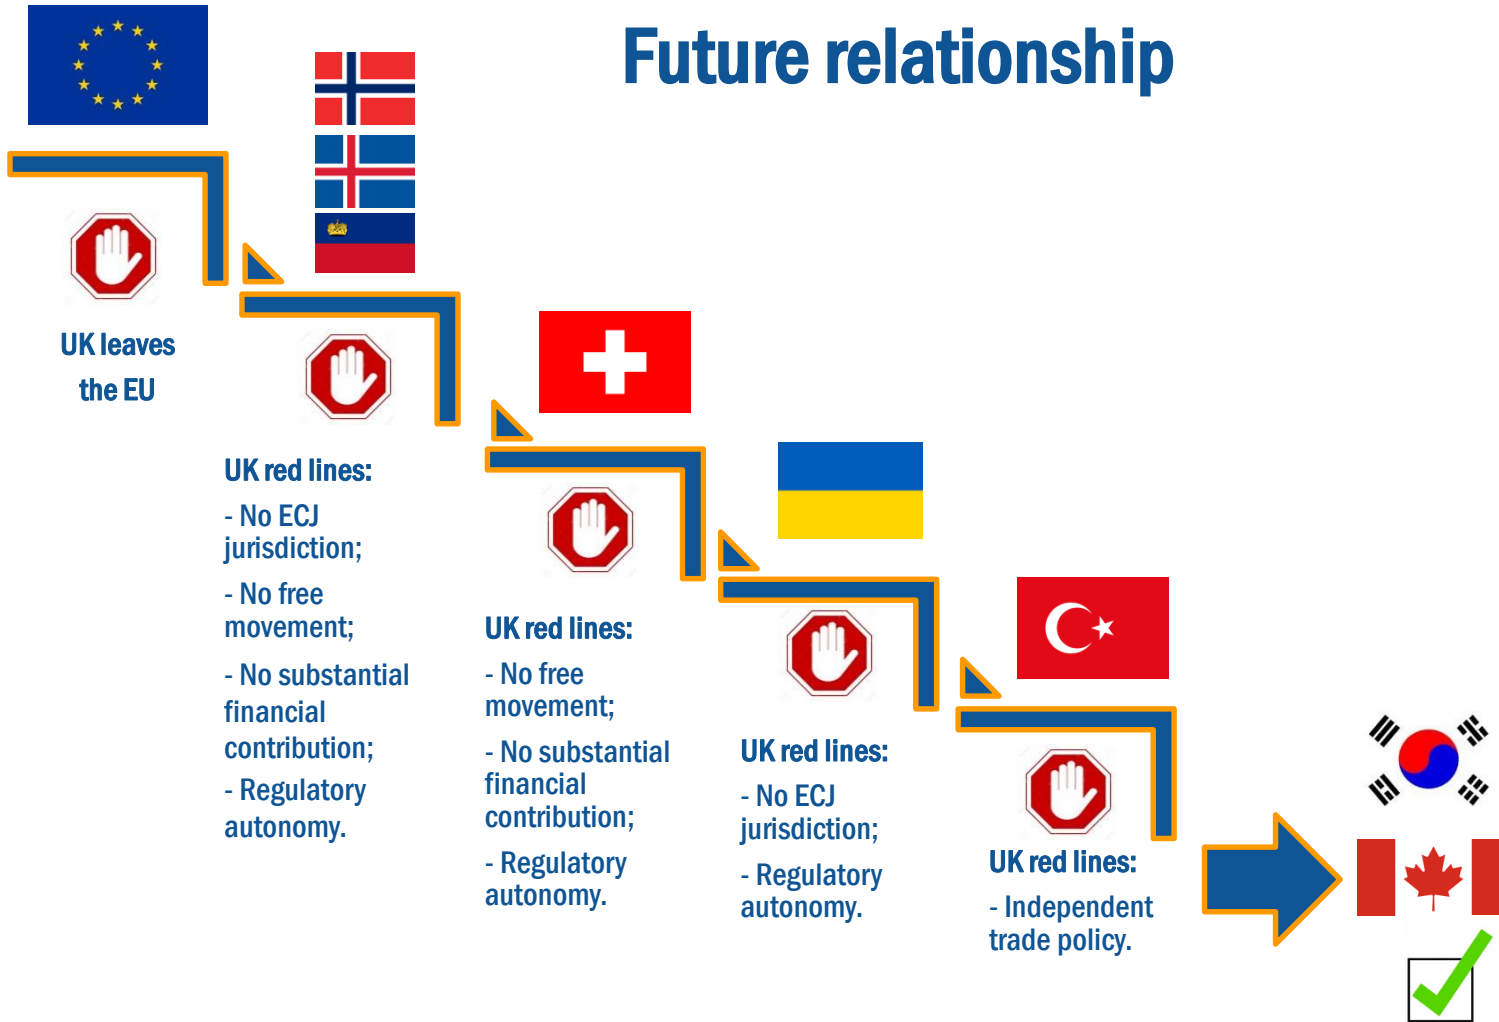 Future relationship
UK leaves
the EU
UK red lines:
- No ECJ
jurisdiction;
- No free
movement;
- No substantial
financial
contribution;
- Regulatory
autonomy.
UK red lines:
- No free
movement;
- No substantial
financial
contribution;
- Regulatory
autonomy.
UK red lines:
- No ECJ
jurisdiction;
- Regulatory
autonomy.
UK red lines:
- Independent
trade policy.